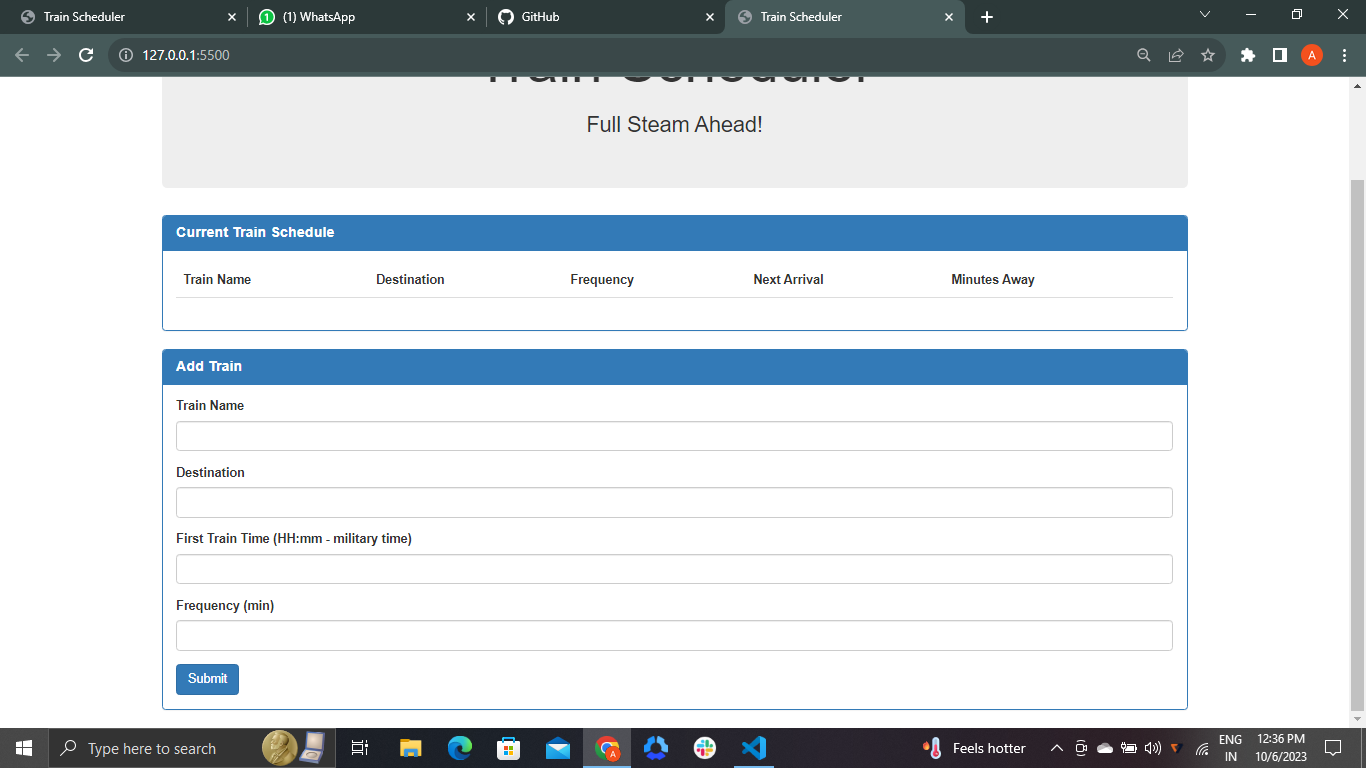 Train Scheduler
(1) WhatsApp
GitHub
Train Scheduler
127.0.0.1:5500
A
Train Scheduler
Full Steam Ahead!
Current Train Schedule
Train Name Destination Frequency Next Arrival Minutes Away
Add Train
Train Name
Destination
First Train Time (HH:mm - military time)
Frequency (min)
Submit
Type here to search
A
Feels hotter
ENG
IN
12:36 PM
10/6/2023